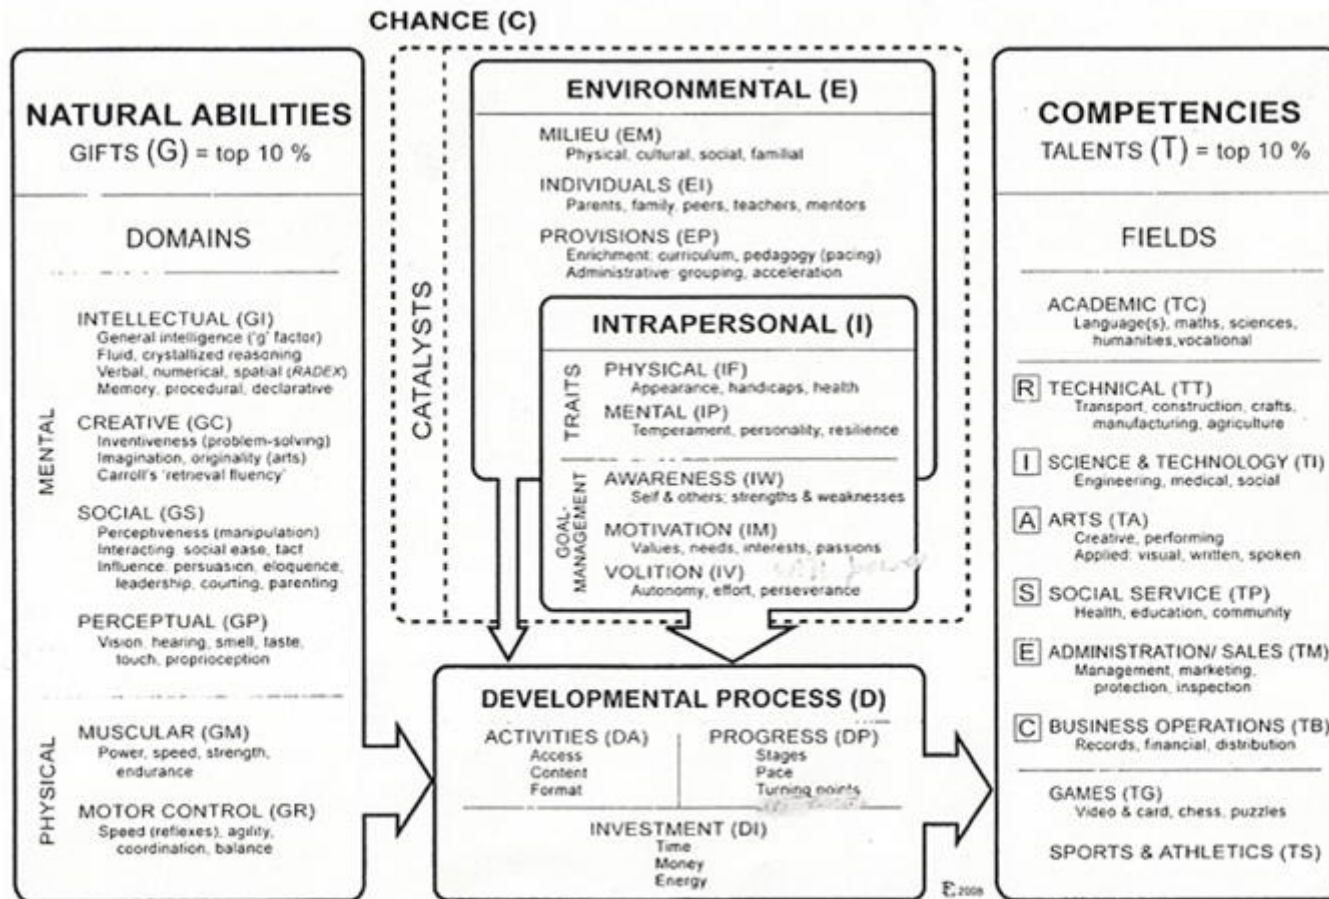 CHANCE (C)
NATURAL ABILITIES
GIFTS (G) = top 10 %
DOMAINS
MENTAL
INTELLECTUAL (GI)
General intelligence ('g' factor)
Fluid, crystallized reasoning
Verbal, numerical, spatial (RADEX)
Memory, procedural, declarative
CREATIVE (GC)
Inventiveness (problem-solving)
Imagination, originality (arts)
Carroll's 'retrieval fluency'
SOCIAL (GS)
Perceptiveness (manipulation)
Interacting: social ease, tact
Influence: persuasion, eloquence,
leadership, courting, parenting
PERCEPTUAL (GP)
Vision, hearing, smell, taste,
touch, proprioception
PHYSICAL
MUSCULAR (GM)
Power, speed, strength,
endurance
MOTOR CONTROL (GR)
Speed (reflexes), agility,
coordination, balance
CATALYSTS
ENVIRONMENTAL (E)
MILIEU (EM)
Physical, cultural, social, familial
INDIVIDUALS (EI)
Parents, family, peers, teachers, mentors
PROVISIONS (EP)
Enrichment: curriculum, pedagogy (pacing)
Administrative: grouping, acceleration
INTRAPERSONAL (I)
TRAITS
PHYSICAL (IF)
Appearance, handicaps, health
MENTAL (IP)
Temperament, personality, resilience
GOAL-
MANAGEMENT
AWARENESS (IW)
Self & others; strengths & weaknesses
MOTIVATION (IM)
Values, needs, interests, passions
VOLITION (IV)
Autonomy, effort, perseverance
DEVELOPMENTAL PROCESS (D)
ACTIVITIES (DA)
Access
Content
Format
PROGRESS (DP)
Stages
Pace
Turning points
INVESTMENT (DI)
Time
Money
Energy
2008
COMPETENCIES
TALENTS (T) = top 10 %
FIELDS
ACADEMIC (TC)
Language(s), maths, sciences,
humanities,vocational
R TECHNICAL (TT)
Transport, construction, crafts,
manufacturing, agriculture
I SCIENCE & TECHNOLOGY (TI)
Engineering, medical, social
A ARTS (TA)
Creative, performing
Applied: visual, written, spoken
S SOCIAL SERVICE (TP)
Health, education, community
E ADMINISTRATION/ SALES (TM)
Management, marketing,
protection, inspection
C BUSINESS OPERATIONS (TB)
Records, financial, distribution
GAMES (TG)
Video & card, chess, puzzles
SPORTS & ATHLETICS (TS)